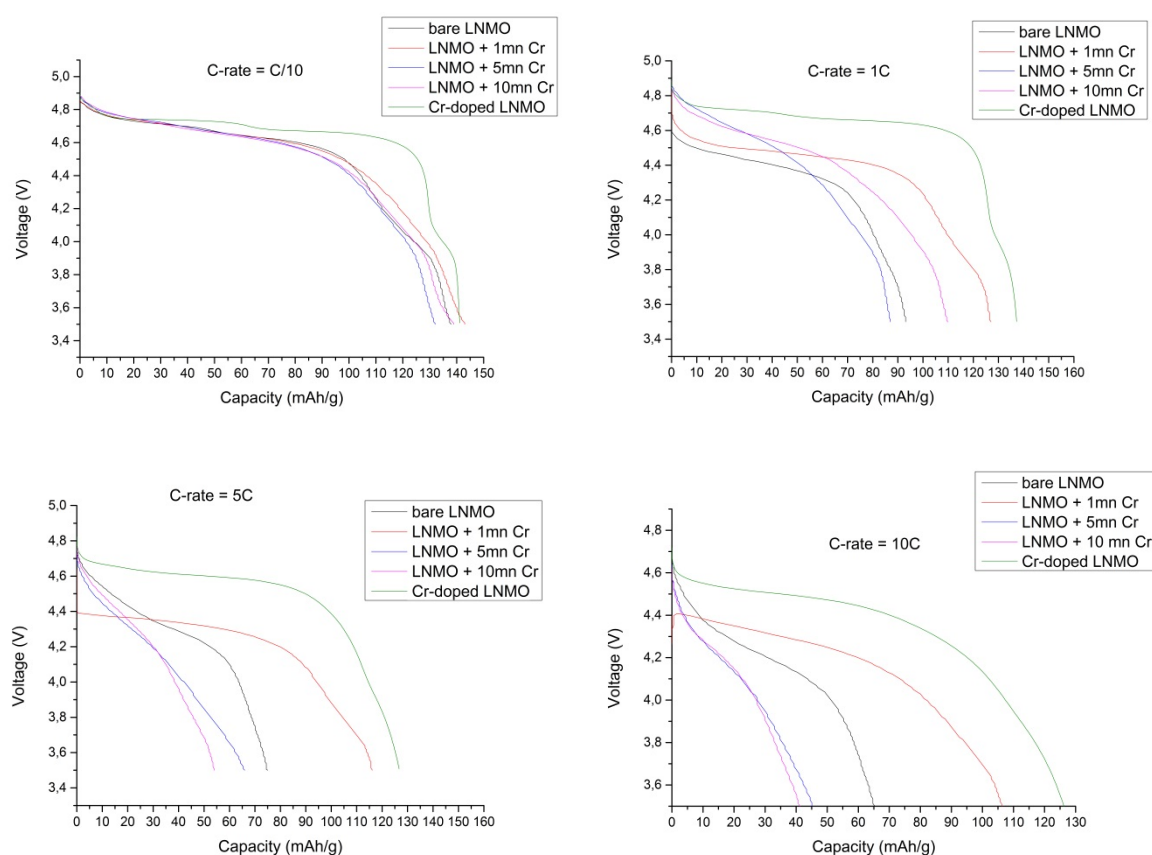 C-rate = C/10
bare LNMO
LNMO + 1mn Cr
LNMO + 5mn Cr
LNMO + 10mn Cr
Cr-doped LNMO
5,0
4,8
4,6
4,4
4,2
4,0
3,8
3,6
3,4
Voltage (V)
0 10 20 30 40 50 60 70 80 90 100 110 120 130 140 150
Capacity (mAh/g)
C-rate = 1C
bare LNMO
LNMO + 1mn Cr
LNMO + 5mn Cr
LNMO + 10mn Cr
Cr-doped LNMO
5,0
4,8
4,6
4,4
4,2
4,0
3,8
3,6
3,4
Voltage (V)
0 10 20 30 40 50 60 70 80 90 100 110 120 130 140 150 160
Capacity (mAh/g)
C-rate = 5C
bare LNMO
LNMO + 1mn Cr
LNMO + 5mn Cr
LNMO + 10mn Cr
Cr-doped LNMO
5,0
4,8
4,6
4,4
4,2
4,0
3,8
3,6
3,4
Voltage (V)
0 10 20 30 40 50 60 70 80 90 100 110 120 130 140 150 160
Capacity (mAh/g)
C-rate = 10C
bare LNMO
LNMO + 1mn Cr
LNMO + 5mn Cr
LNMO + 10 mn Cr
Cr-doped LNMO
4,8
4,6
4,4
4,2
4,0
3,8
3,6
Voltage (V)
0 10 20 30 40 50 60 70 80 90 100 110 120 130
Capacity (mAh/g)